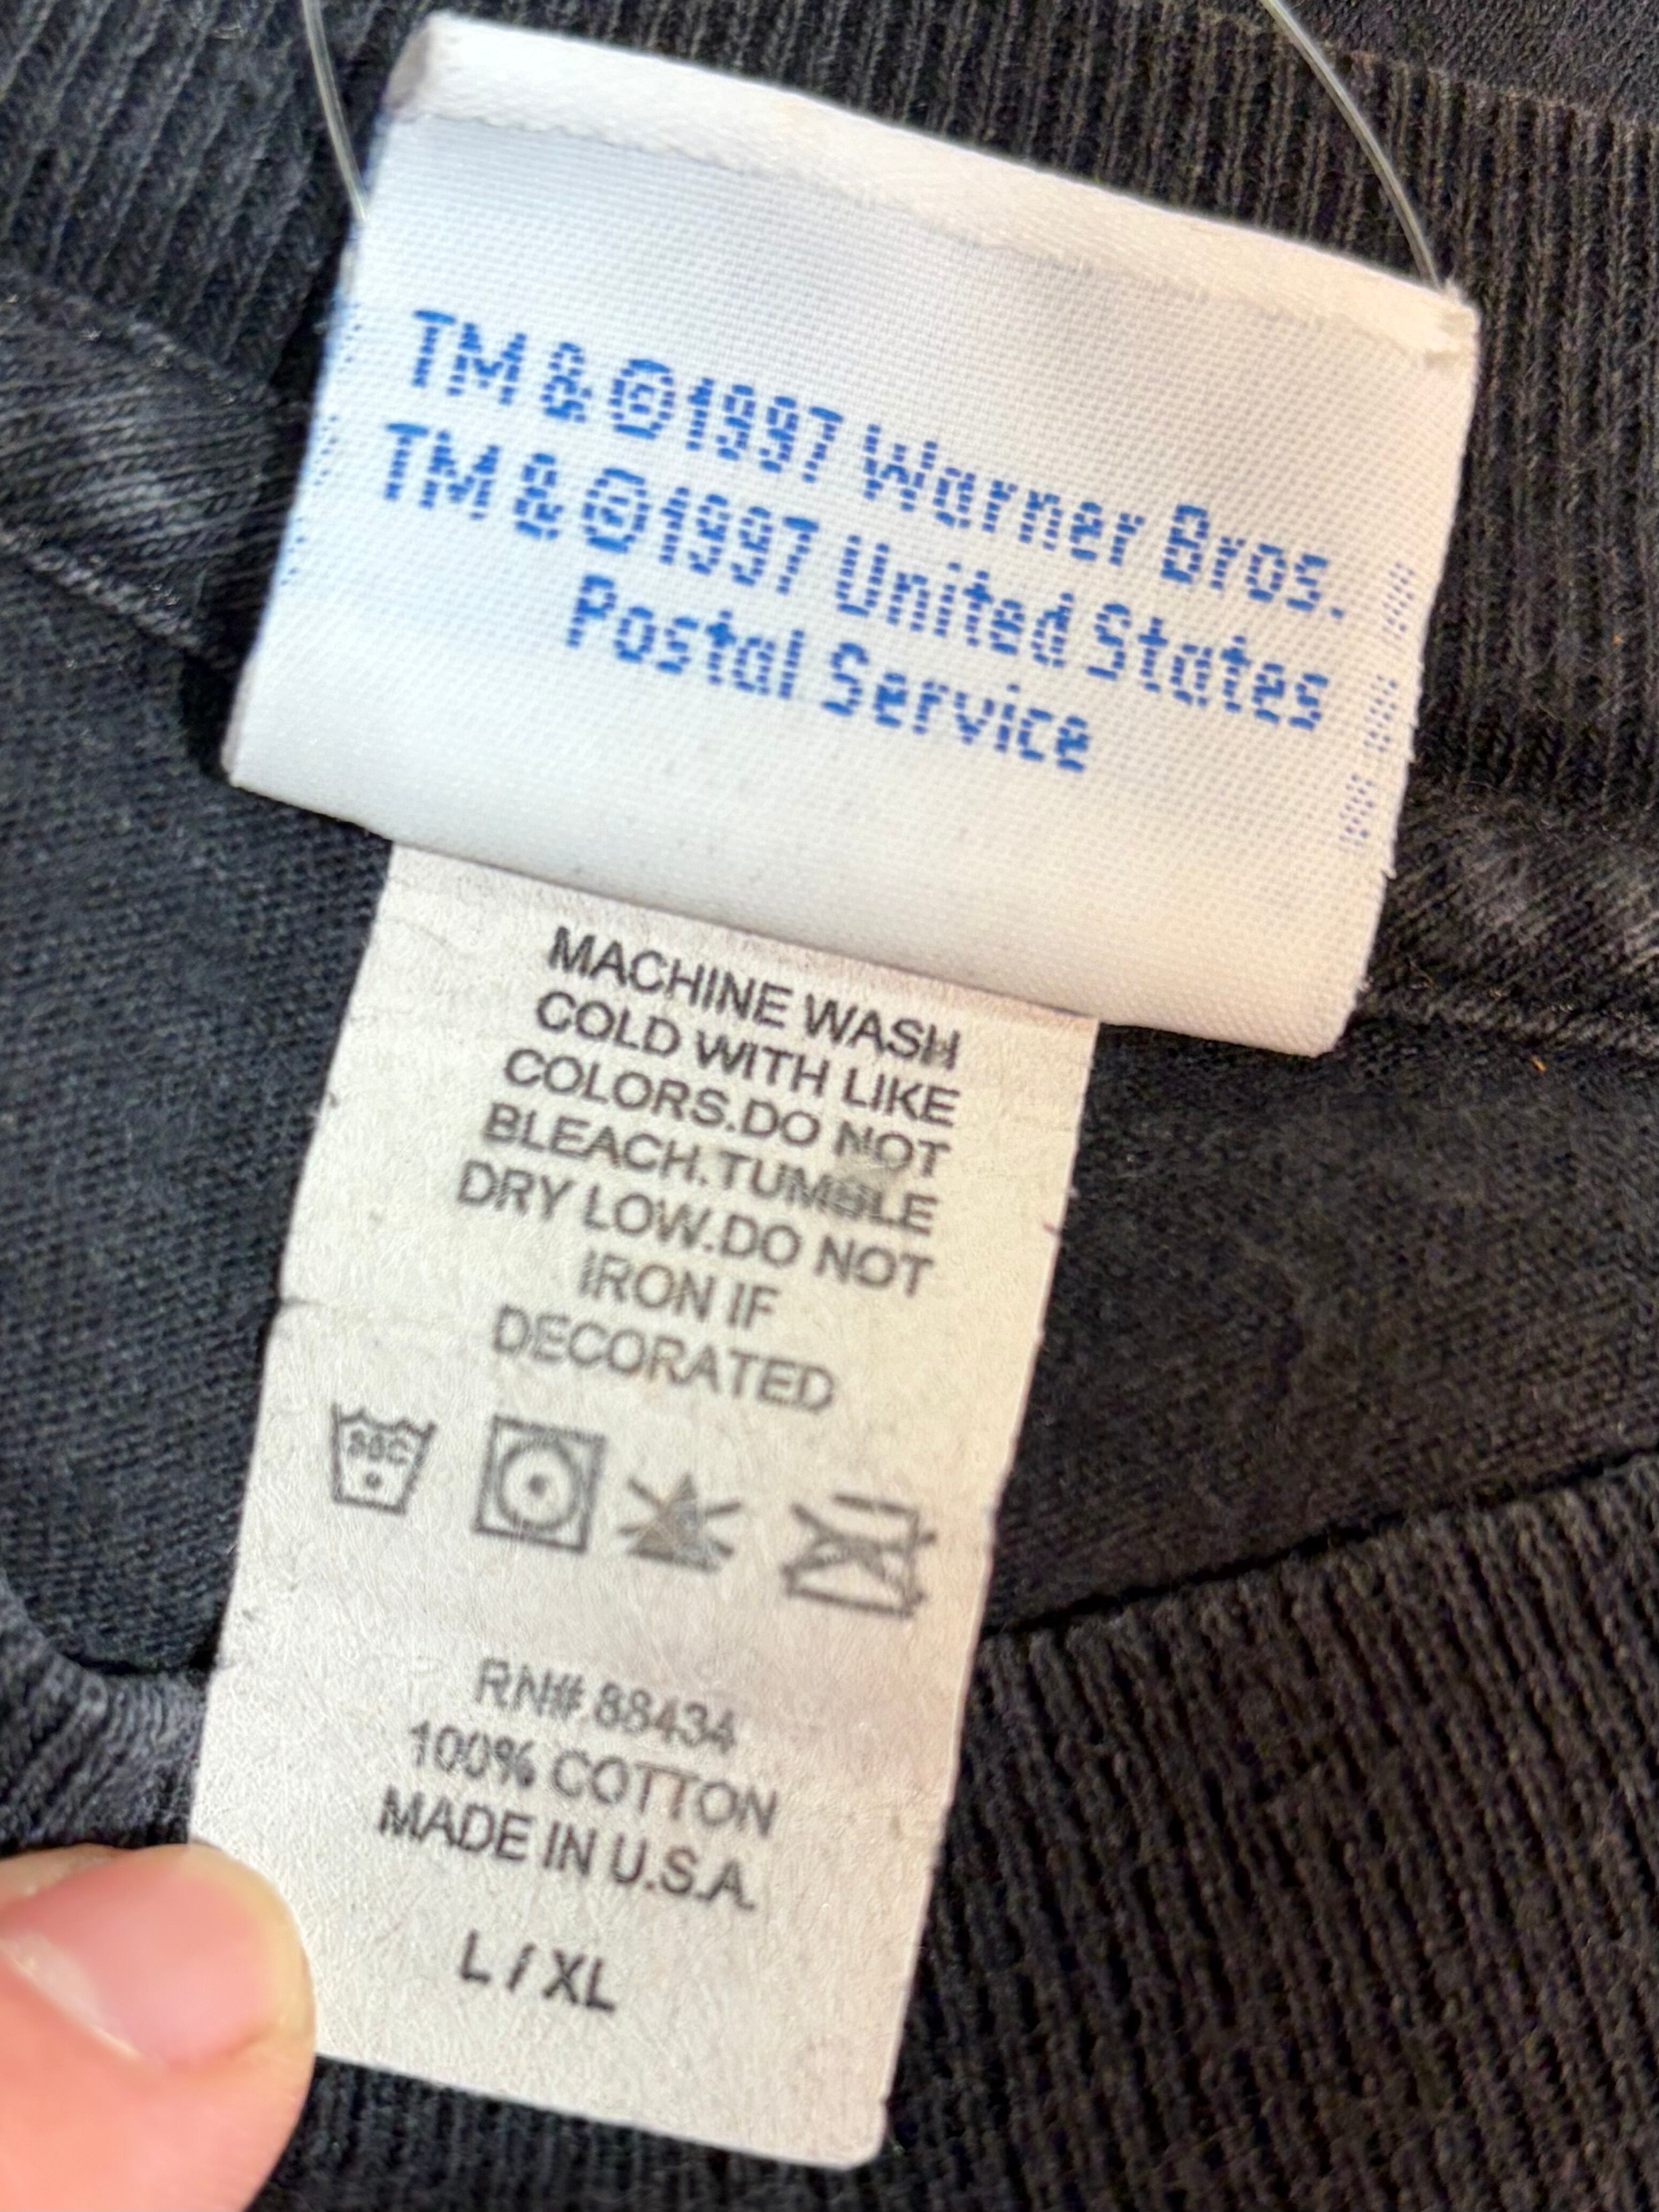 TM & ©1997 Warner Bros.
TM & ©1997 United States
Postal Service
MACHINE WASH
COLD WITH LIKE
COLORS.DO NOT
BLEACH.TUMBLE
DRY LOW.DO NOT
IRON IF
DECORATED
30C
RN# 88434
100% COTTON
MADE IN U.S.A.
L / XL